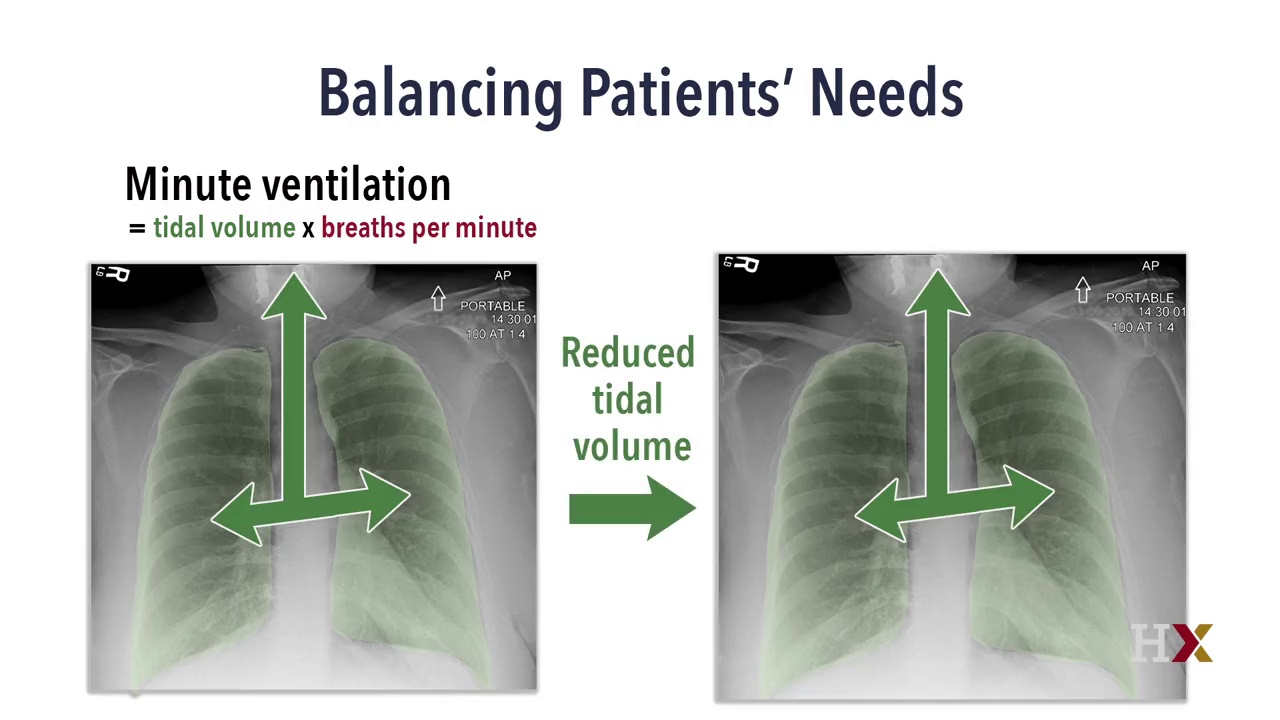 Balancing Patients’ Needs
Minute ventilation
= tidal volume x breaths per minute
R
AP
PORTABLE
14:30 01
100 AT 1.4
Reduced
tidal
volume
R
AP
PORTABLE
14:30 01
100 AT 1.4
HX